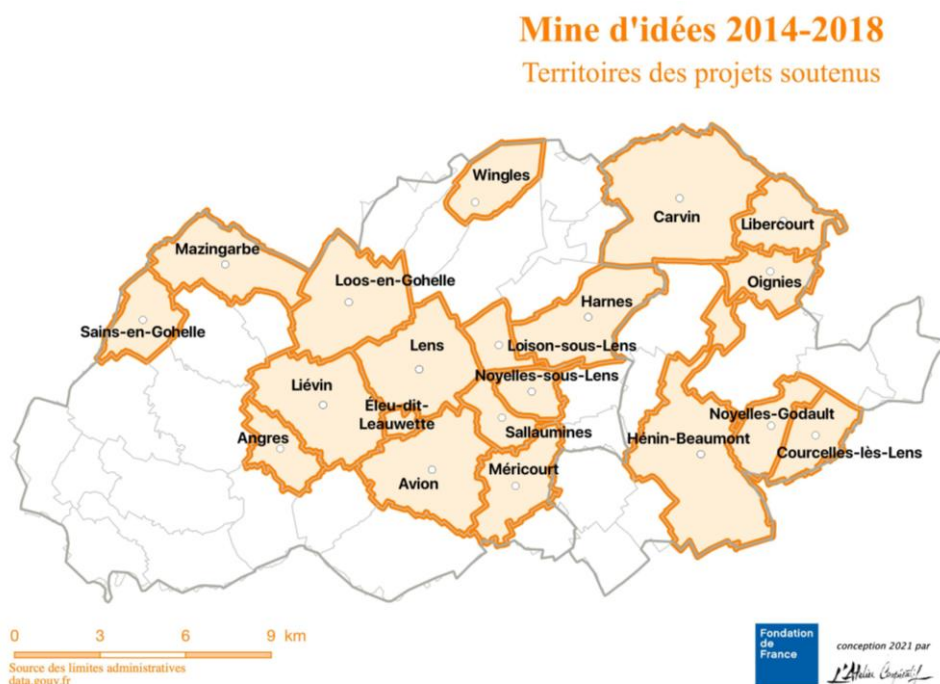 Mine d'idées 2014-2018
Territoires des projets soutenus
Wingles
Carvin
Libercourt
Mazingarbe
Loos-en-Gohelle
Oignies
Harnes
Sains-en-Gohelle
Lens
Loison-sous-Lens
Liévin
Noyelles-sous-Lens
Éleu-dit-
Leauwette
Noyelles-Godault
Angres
Sallaumines
Hénin-Beaumont
Courcelles-lès-Lens
Avion
Méricourt
0 3 6 9 km
Source des limites administratives
data.gouv.fr
Fondation
de
France
conception 2021 par
L'Atelier Coopératif